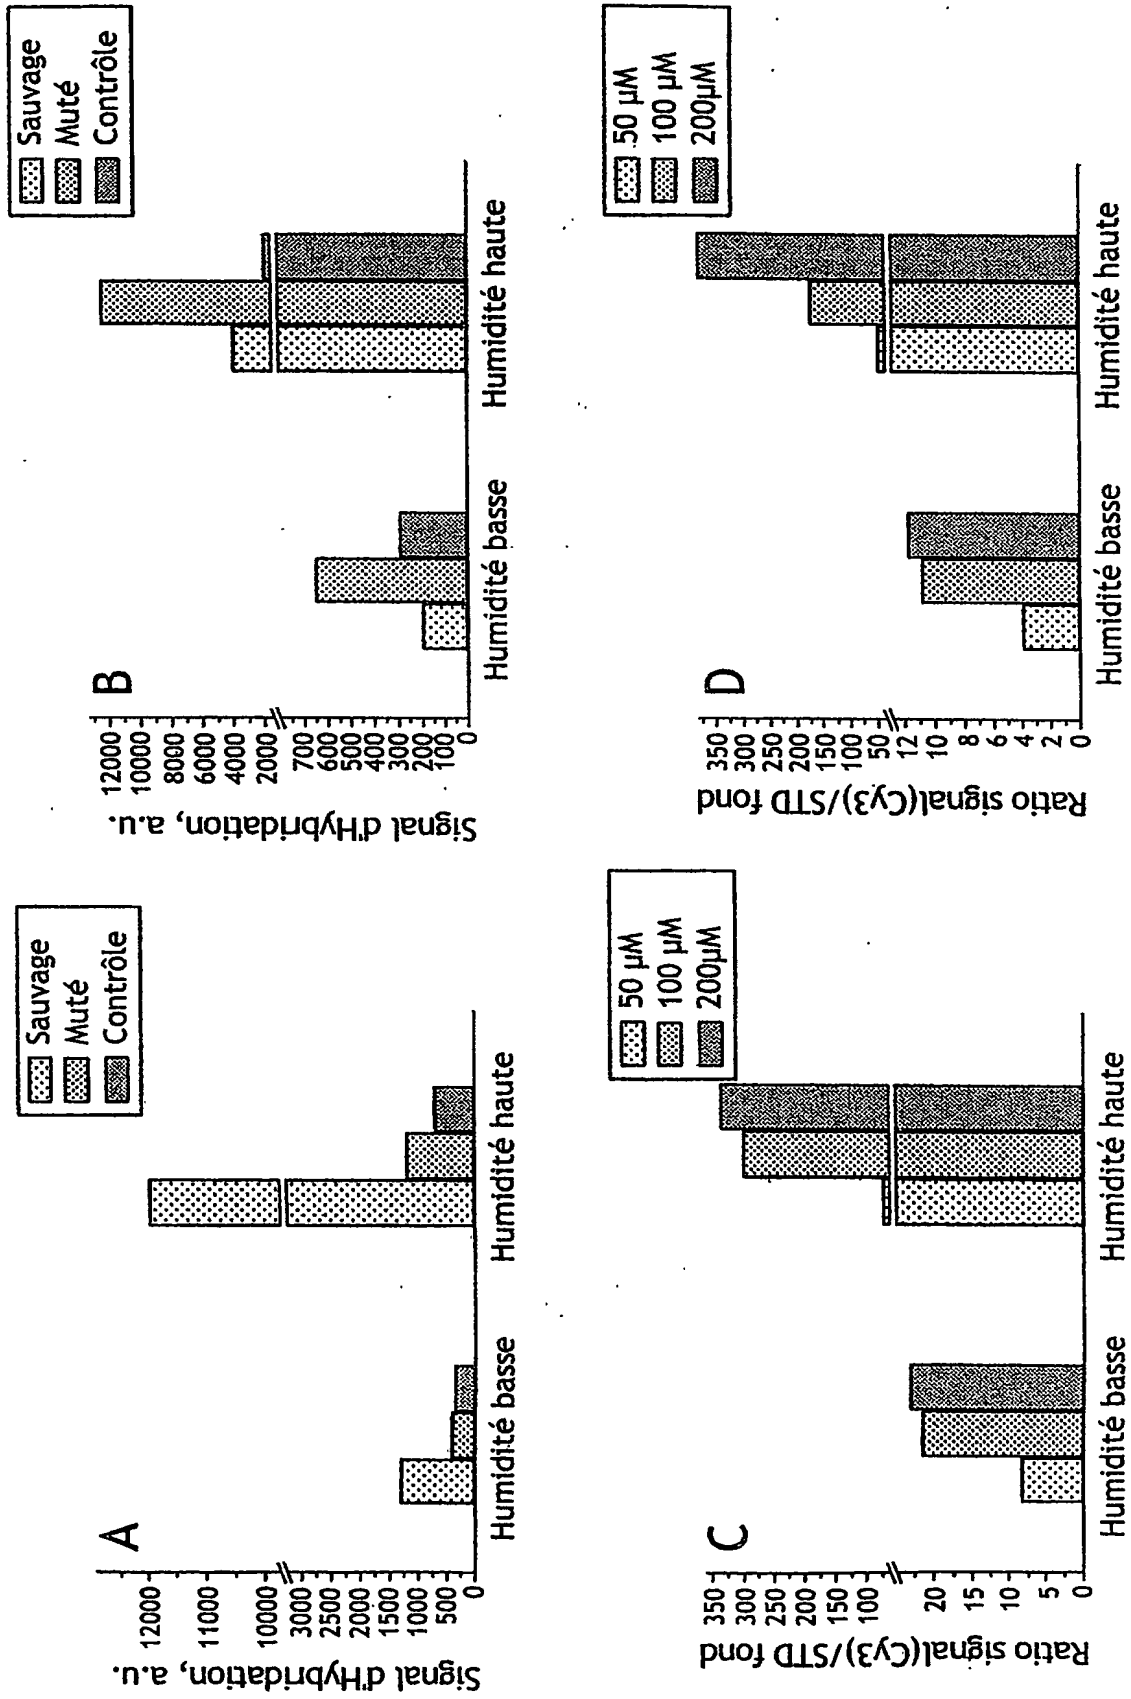 A
Signal d'Hybridation, a.u.
12000
11000
10000
3000
2500
2000
1500
1000
500
0
Humidité basse
Humidité haute
Sauvage
Muté
Contrôle
B
Signal d'Hybridation, a.u.
12000
10000
8000
6000
4000
2000
700
600
500
400
300
200
100
0
Humidité basse
Humidité haute
Sauvage
Muté
Contrôle
C
Ratio signal(Cy3)/STD fond
350
300
250
200
150
100
20
15
10
5
0
Humidité basse
Humidité haute
50 µM
100 µM
200µM
D
Ratio signal(Cy3)/STD fond
350
300
250
200
150
100
50
12
10
8
6
4
2
0
Humidité basse
Humidité haute
50 µM
100 µM
200µM